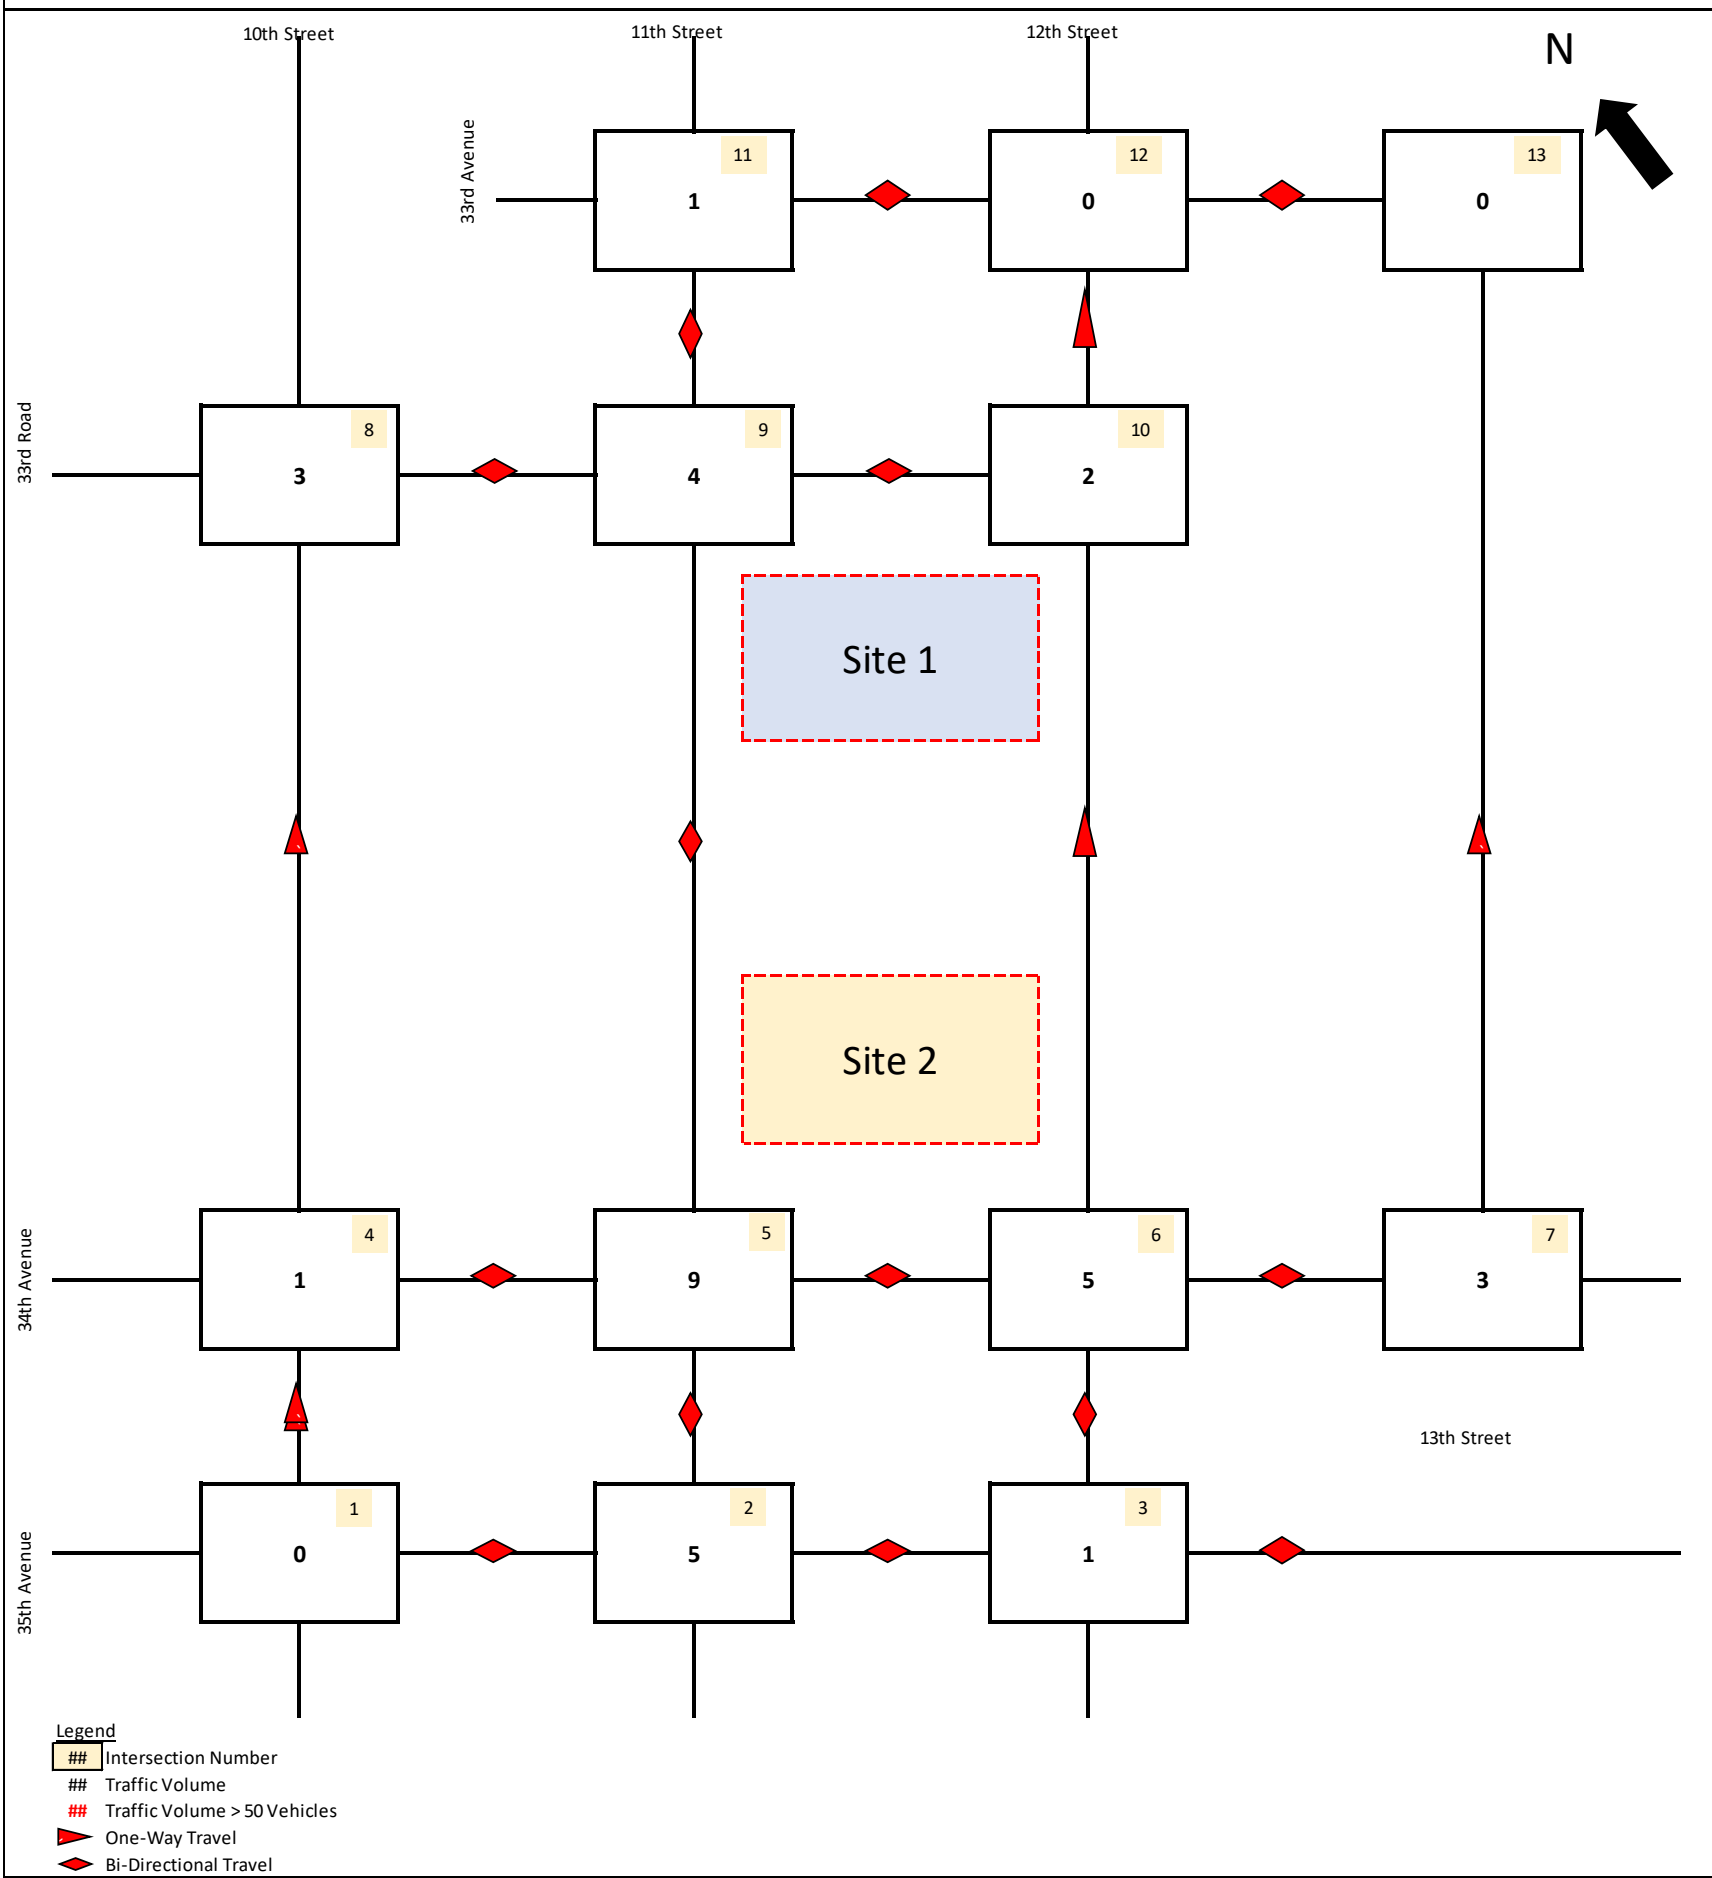 10th Street
11th Street
12th Street
N
33rd Avenue
11
1
12
0
13
0
33rd Road
8
3
9
4
10
2
Site 1
Site 2
34th Avenue
4
1
5
9
6
5
7
3
13th Street
35th Avenue
1
0
2
5
3
1
Legend
## Intersection Number
## Traffic Volume
## Traffic Volume > 50 Vehicles
One-Way Travel
Bi-Directional Travel